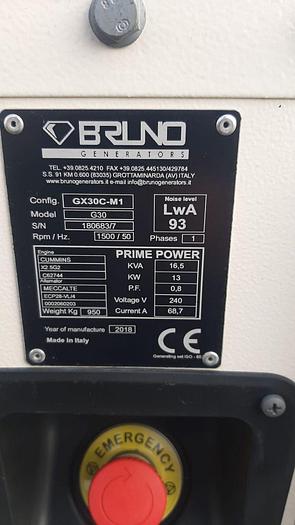 BRUNO
GENERATORS
TEL +39.0825.4210 FAX +39.0825.445130/429784
S.S. 91 KM 0.600 (83035) GROTTAMINARDA (AV) ITALY
www.brunogenerators.it e-mail info@brunogenerators.it
Config. GX30C-M1
Model G30
S/N 180683/7
Rpm / Hz. 1500 / 50
Noise level
LwA
93
Phases 1
Engine
CUMMINS
X2.5G2
C62744
Alternator
MECCALTE
ECP28-VL/4
0002060203
Weight Kg 950
PRIME POWER
KVA 16,5
KW 13
P.F. 0,8
Voltage V 240
Current A 68,7
Year of manufacture 2018
Made in Italy
CE
Generating set ISO -
EMERGENCY